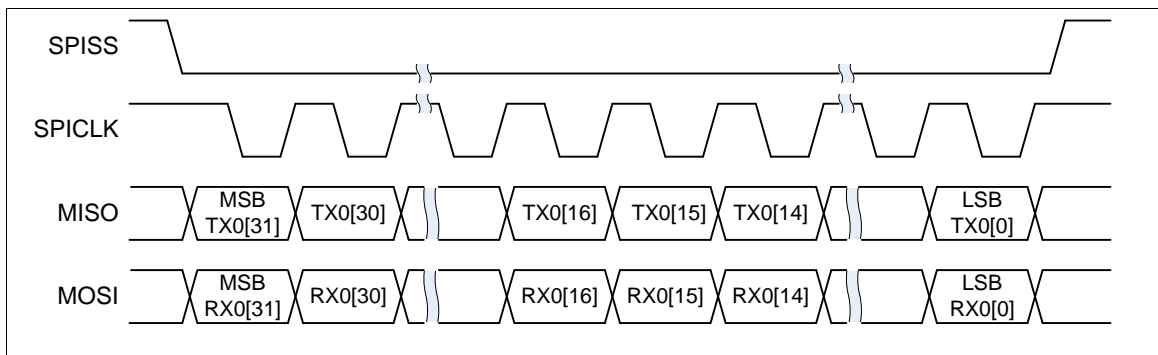 SPISS
SPICLK
MISO
MSB
TX0[31]
TX0[30]
TX0[16]
TX0[15]
TX0[14]
LSB
TX0[0]
MOSI
MSB
RX0[31]
RX0[30]
RX0[16]
RX0[15]
RX0[14]
LSB
RX0[0]